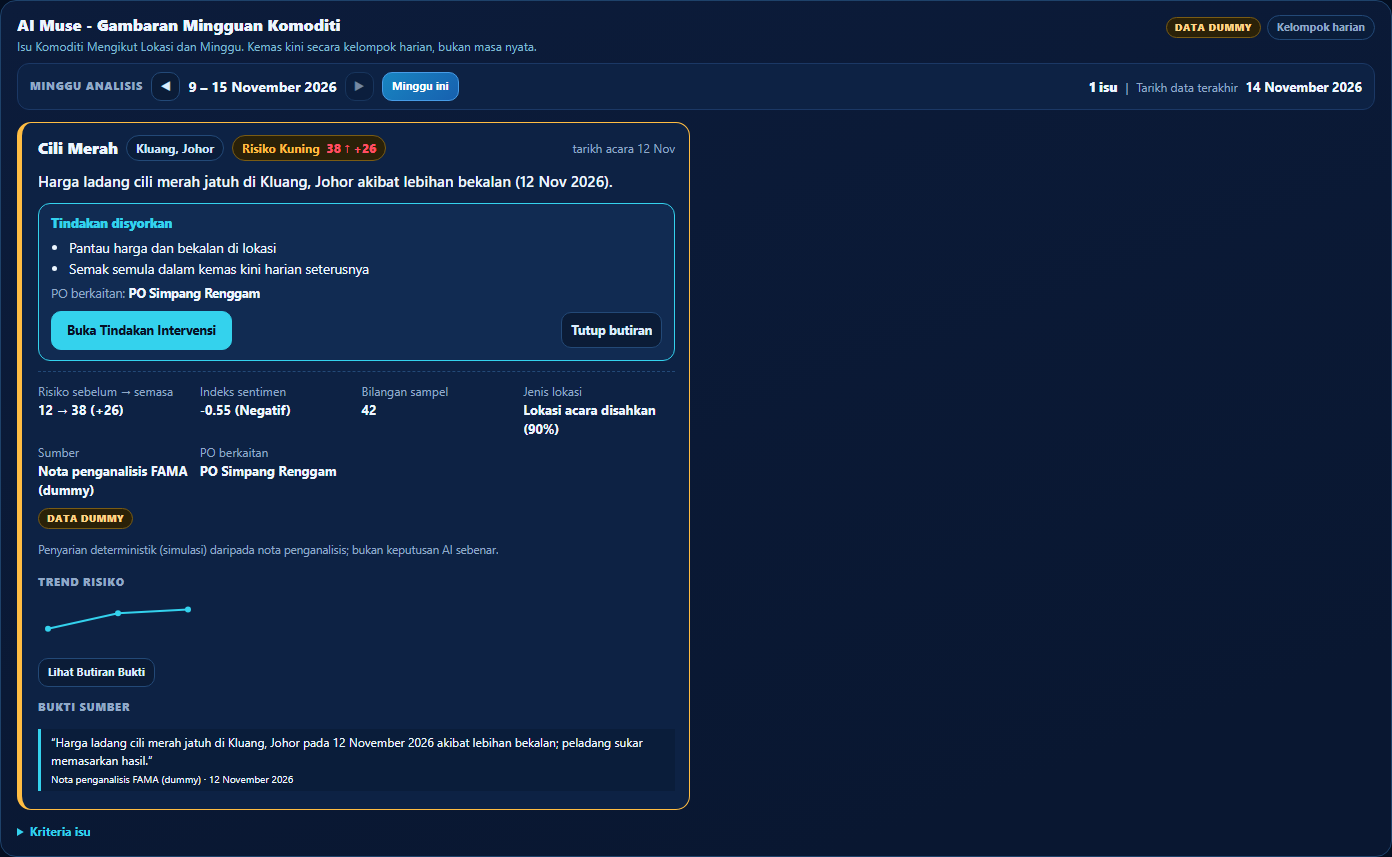 AI Muse - Gambaran Mingguan Komoditi
DATA DUMMY
Kelompok harian
Isu Komoditi Mengikut Lokasi dan Minggu. Kemas kini secara kelompok harian, bukan masa nyata.
MINGGU ANALISIS ◀ 9 – 15 November 2026 ▶ Minggu ini
1 isu | Tarikh data terakhir 14 November 2026
Cili Merah Kluang, Johor Risiko Kuning 38 ↑ +26 tarikh acara 12 Nov
Harga ladang cili merah jatuh di Kluang, Johor akibat lebihan bekalan (12 Nov 2026).
Tindakan disyorkan
• Pantau harga dan bekalan di lokasi
• Semak semula dalam kemas kini harian seterusnya
PO berkaitan: PO Simpang Renggam
Buka Tindakan Intervensi
Tutup butiran
Risiko sebelum → semasa
12 → 38 (+26)
Indeks sentimen
-0.55 (Negatif)
Bilangan sampel
42
Jenis lokasi
Lokasi acara disahkan
(90%)
Sumber
Nota penganalisis FAMA
(dummy)
PO berkaitan
PO Simpang Renggam
DATA DUMMY
Penyarian deterministik (simulasi) daripada nota penganalisis; bukan keputusan AI sebenar.
TREND RISIKO
Lihat Butiran Bukti
BUKTI SUMBER
"Harga ladang cili merah jatuh di Kluang, Johor pada 12 November 2026 akibat lebihan bekalan; peladang sukar
memasarkan hasil."
Nota penganalisis FAMA (dummy) · 12 November 2026
▶ Kriteria isu